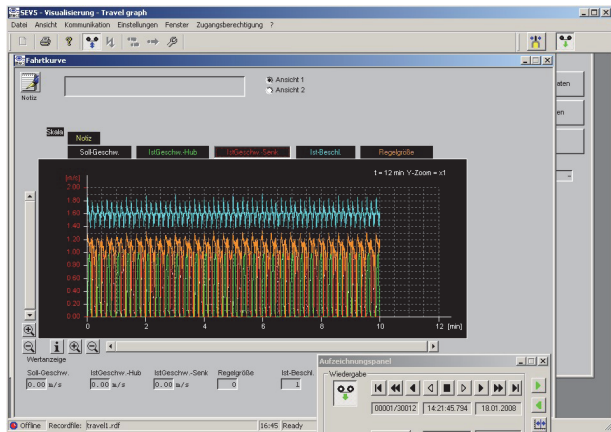 SEVS - Visualisierung - Travel graph
Datei Ansicht Kommunikation Einstellungen Fenster Zugangsberechtigung ?
Fahrtkurve
aten
Notiz
Ansicht 1
Ansicht 2
en
Skala
Notiz
Soll-Geschw. IstGeschw.-Hub IstGeschw.-Senk Ist-Beschl. Regelgröße
[m/s]
t = 12 min Y-Zoom = x1
2.00
1.80
1.60
1.40
1.20
1.00
0.80
0.60
0.40
0.20
0.00
0 2 4 6 8 10 12 [min]
Wertanzeige
Soll-Geschw. IstGeschw.-Hub IstGeschw.-Senk Regelgröße Ist-Beschl.
0.00 m/s 0.00 m/s 0.00 m/s 0 1
Aufzeichnungspanel
Wiedergabe
00001/30012 14:21:45.794 18.01.2008
Offline Recordfile: travel1.rdf 16:45 Ready